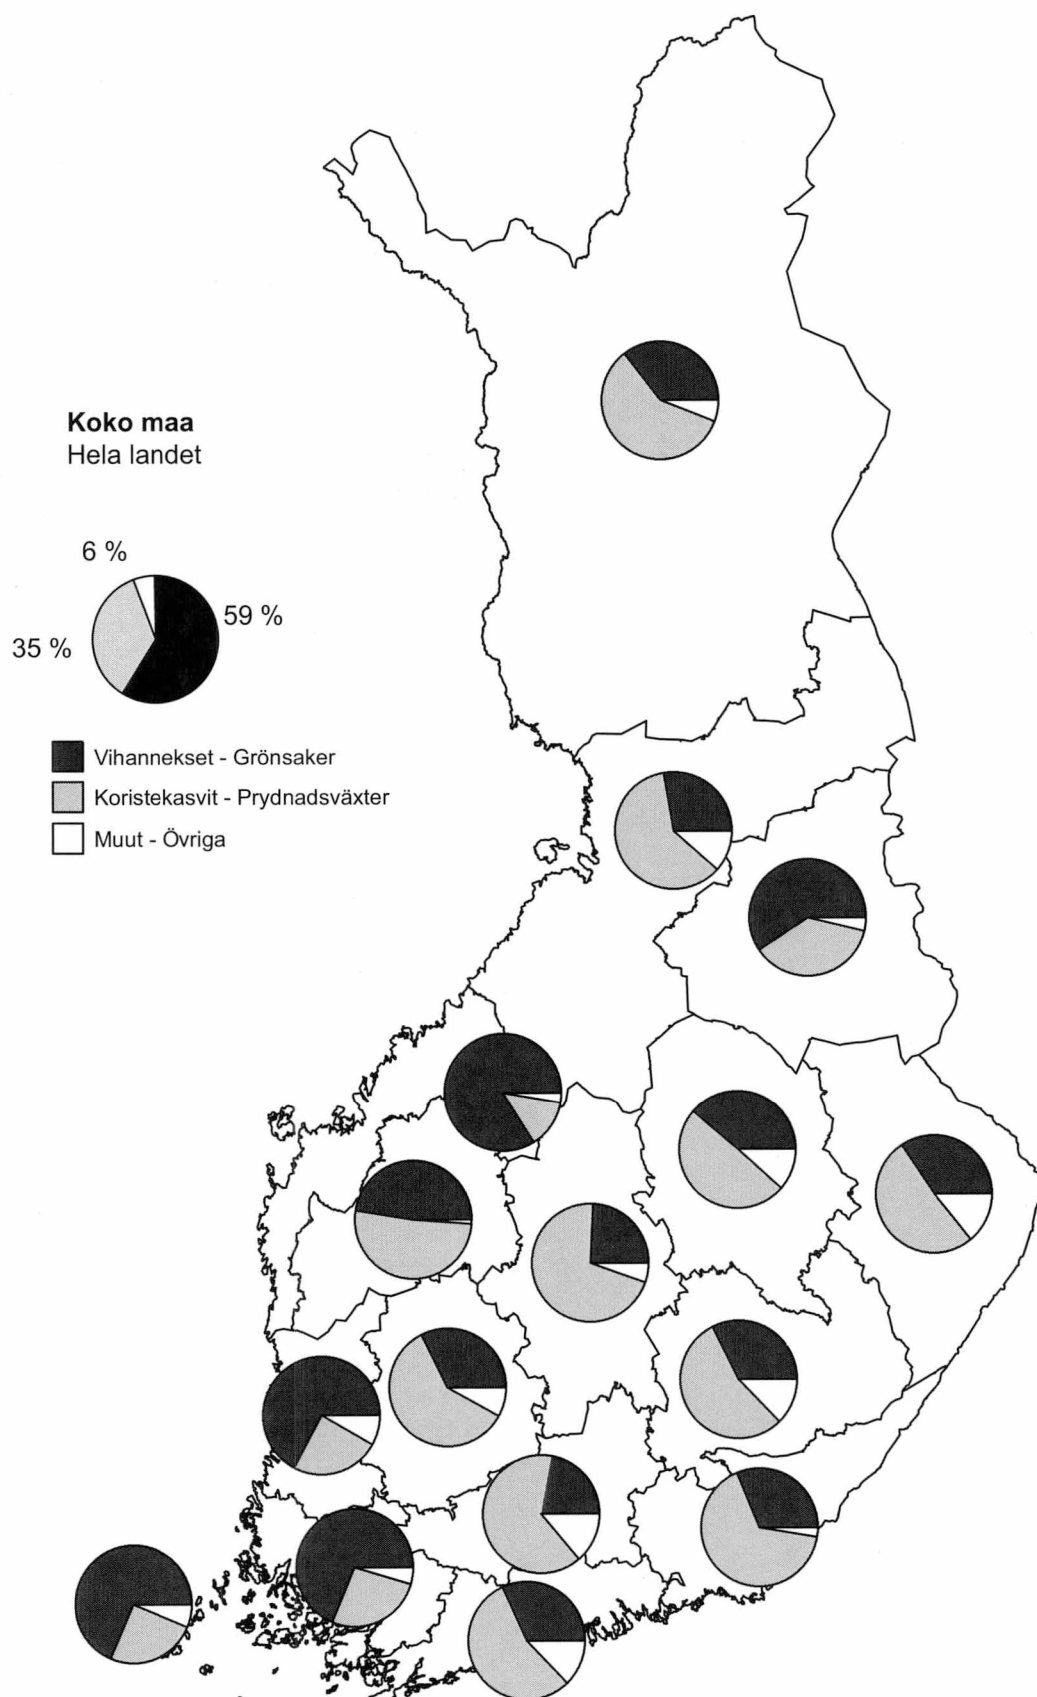 Koko maa
Hela landet
6 %
59 %
35 %
Vihannekset - Grönsaker
Koristekasvit - Prydnadsväxter
Muut - Övriga